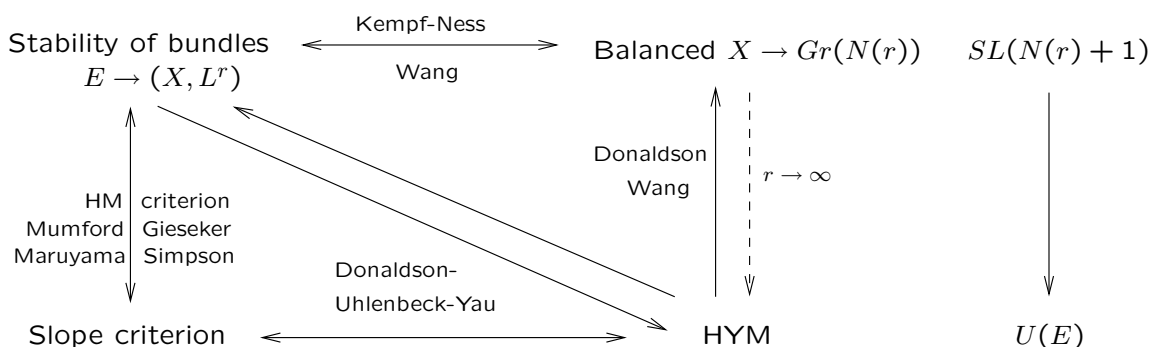 Kempf-Ness
Stability of bundles
Balanced X → Gr(N(r))
SL(N(r) + 1)
E → (X, L^r)
Wang
Donaldson
Wang
r → ∞
HM criterion
Mumford Gieseker
Maruyama Simpson
Donaldson-
Uhlenbeck-Yau
Slope criterion
HYM
U(E)